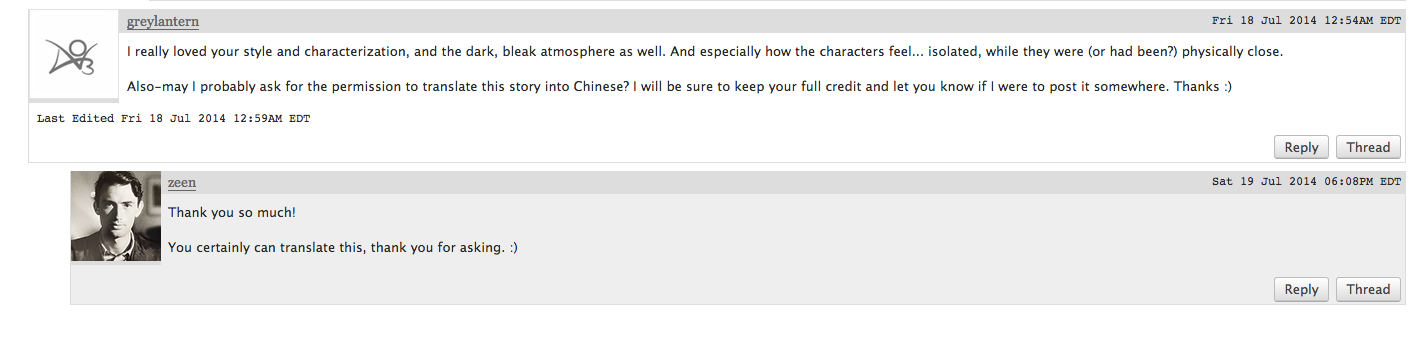 greylantern
Fri 18 Jul 2014 12:54AM EDT
I really loved your style and characterization, and the dark, bleak atmosphere as well. And especially how the characters feel... isolated, while they were (or had been?) physically close.
Also-may I probably ask for the permission to translate this story into Chinese? I will be sure to keep your full credit and let you know if I were to post it somewhere. Thanks :)
Last Edited Fri 18 Jul 2014 12:59AM EDT
Reply
Thread
zeen
Sat 19 Jul 2014 06:08PM EDT
Thank you so much!
You certainly can translate this, thank you for asking. :)
Reply
Thread